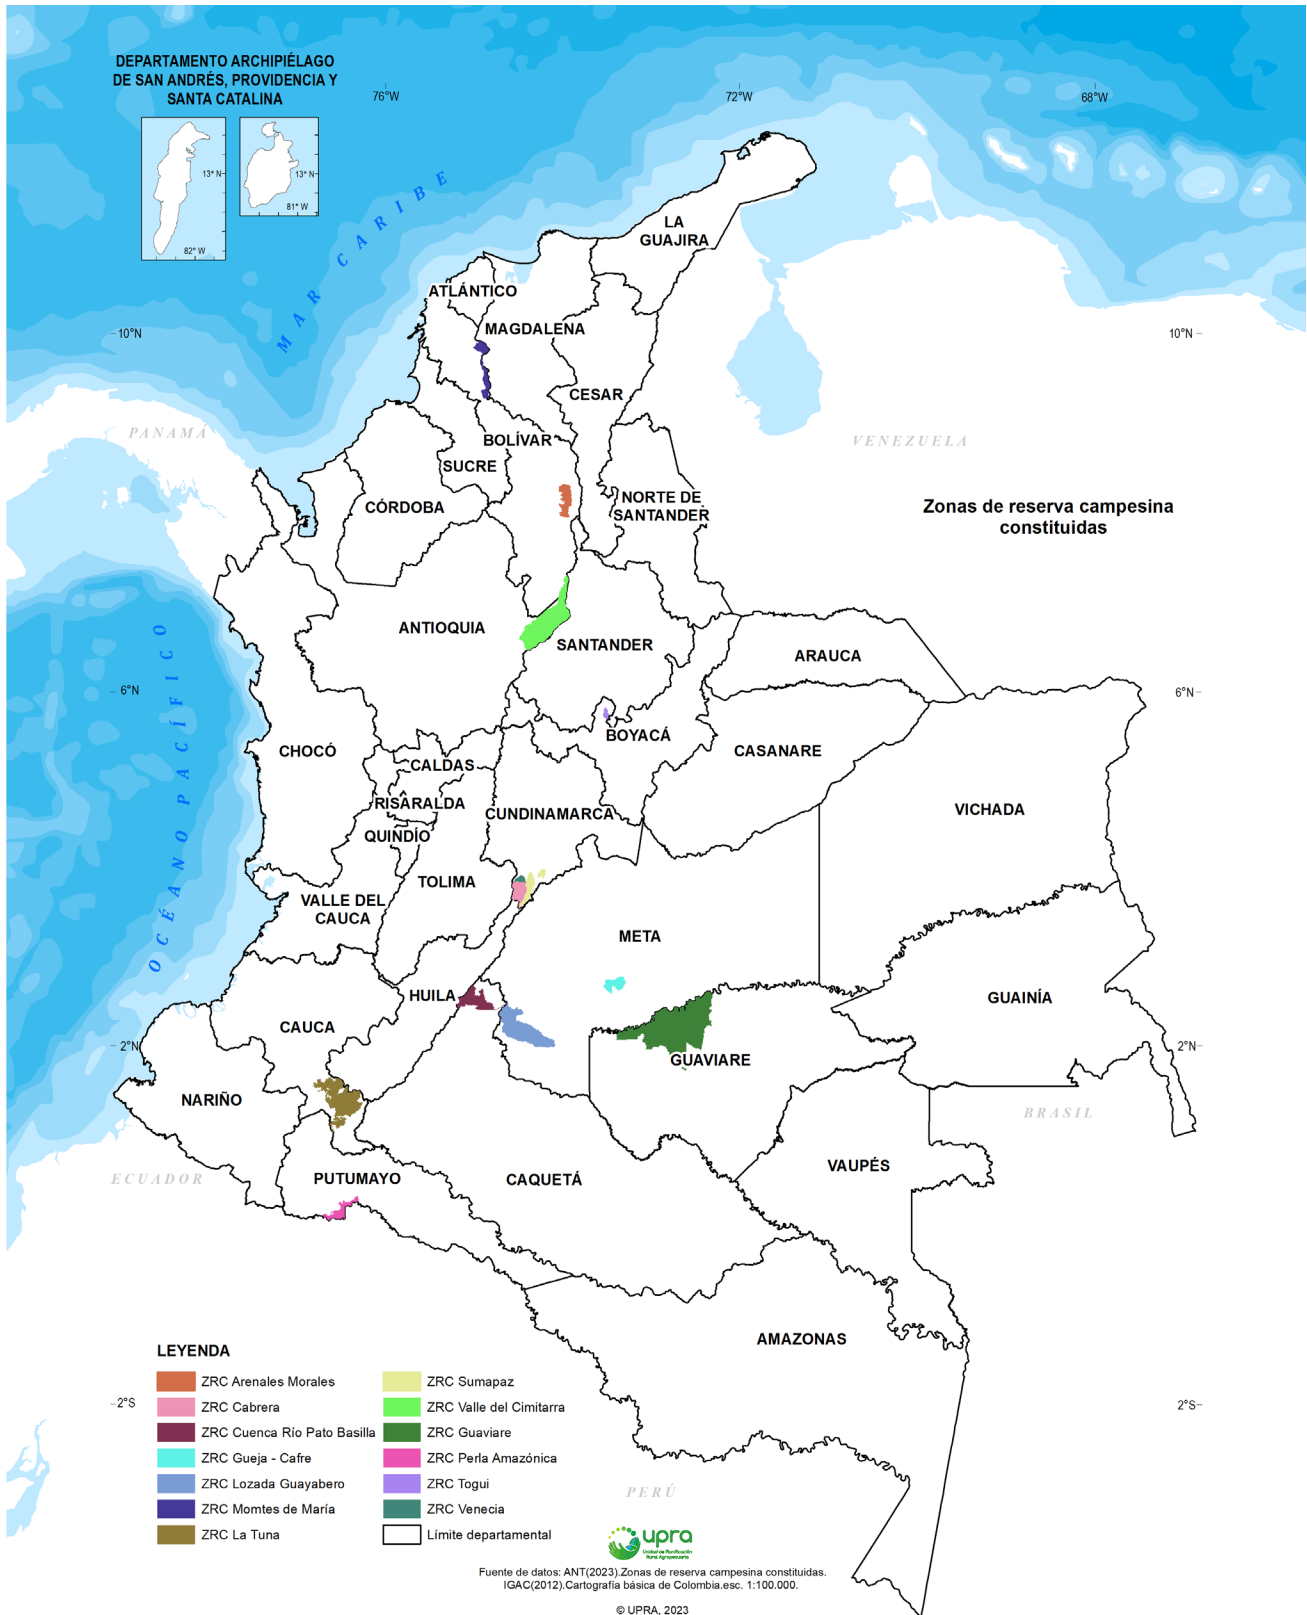 DEPARTAMENTO ARCHIPIÉLAGO
DE SAN ANDRÉS, PROVIDENCIA Y
SANTA CATALINA
76°W
72°W
68°W
13° N
82° W
13° N
81° W
MAR CARIBE
LA
GUAJIRA
ATLÁNTICO
MAGDALENA
10°N
10°N
CESAR
PANAMÁ
VENEZUELA
BOLÍVAR
SUCRE
CÓRDOBA
NORTE DE
SANTANDER
Zonas de reserva campesina
constituidas
ANTIOQUIA
SANTANDER
ARAUCA
6°N
6°N
OCÉANO PACÍFICO
CHOCÓ
BOYACÁ
CASANARE
CALDAS
RISARALDA
CUNDINAMARCA
VICHADA
QUINDÍO
TOLIMA
VALLE DEL
CAUCA
META
HUILA
GUAINÍA
CAUCA
2°N
2°N
GUAVIARE
NARIÑO
BRASIL
ECUADOR
PUTUMAYO
CAQUETÁ
VAUPÉS
AMAZONAS
2°S
2°S
PERÚ
LEYENDA
ZRC Arenales Morales
ZRC Cabrera
ZRC Cuenca Río Pato Basilla
ZRC Gueja - Cafre
ZRC Lozada Guayabero
ZRC Momtes de María
ZRC La Tuna
ZRC Sumapaz
ZRC Valle del Cimitarra
ZRC Guaviare
ZRC Perla Amazónica
ZRC Togui
ZRC Venecia
Límite departamental
upra
Unidad de Planificación
Rural Agropecuaria
Fuente de datos: ANT(2023).Zonas de reserva campesina constituidas.
IGAC(2012).Cartografía básica de Colombia.esc. 1:100.000.
© UPRA, 2023